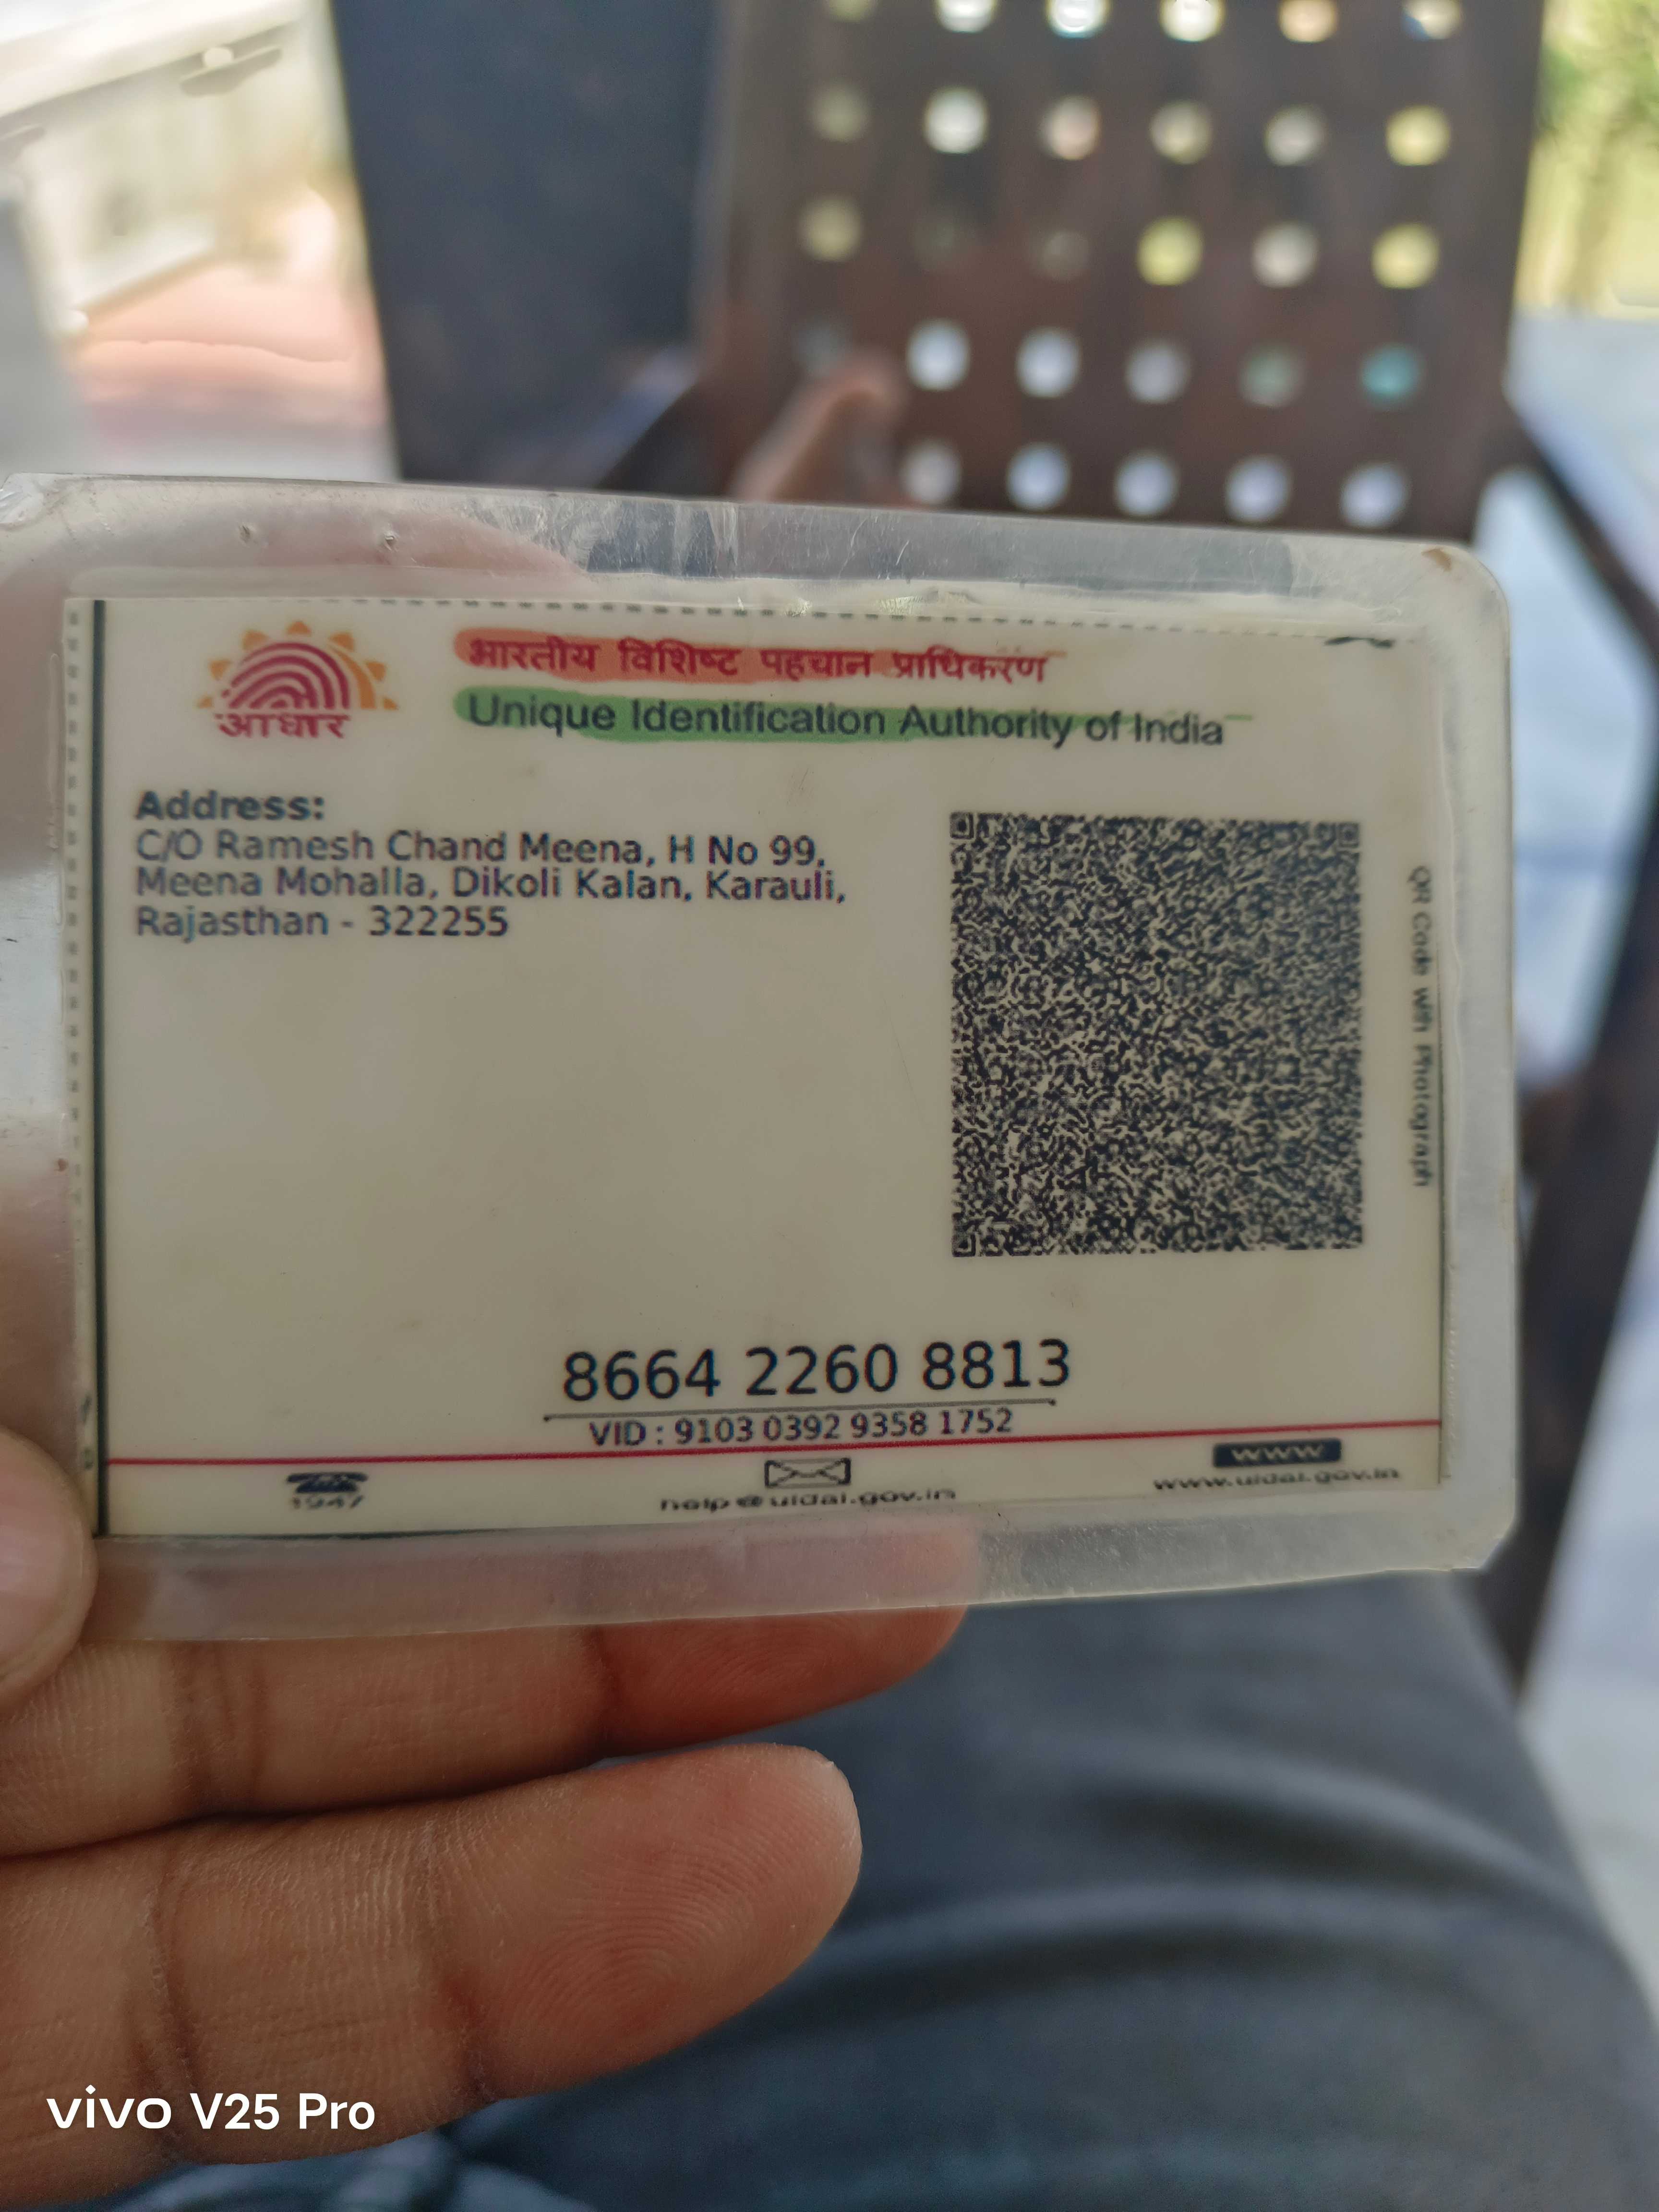 आधार
भारतीय विशिष्ट पहचान प्राधिकरण
Unique Identification Authority of India
Address:
C/O Ramesh Chand Meena, H No 99,
Meena Mohalla, Dikoli Kalan, Karauli,
Rajasthan - 322255
QR Code with Photograph
8664 2260 8813
VID : 9103 0392 9358 1752
1947
help@uidai.gov.in
www
www.uidai.gov.in
vivo V25 Pro